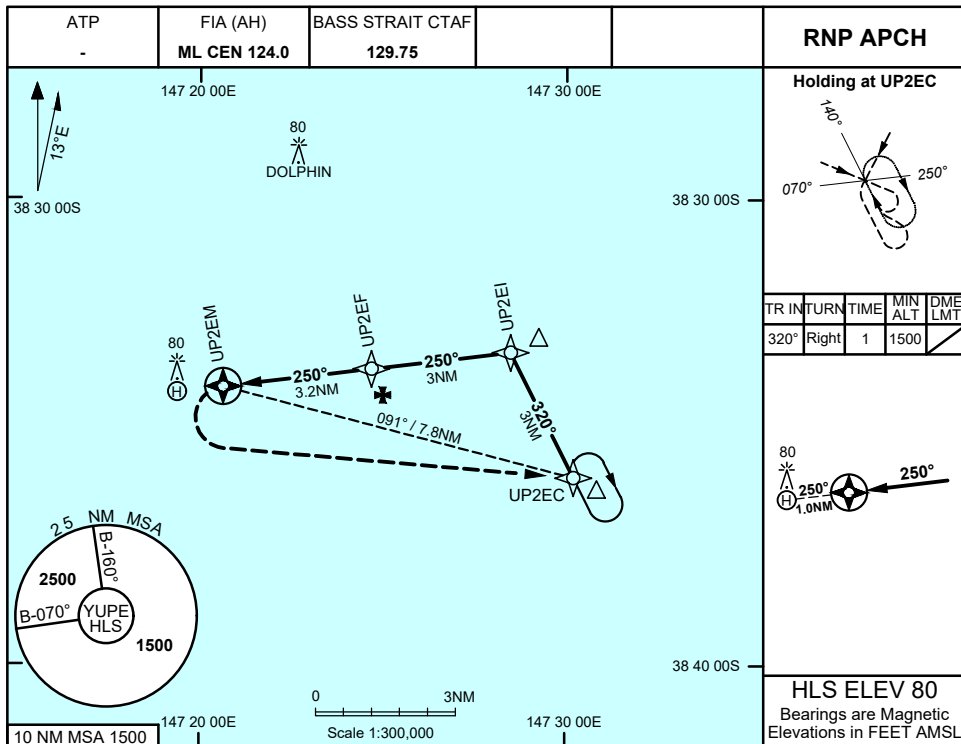 ATP
-
FIA (AH)
ML CEN 124.0
BASS STRAIT CTAF
129.75
RNP APCH
147 20 00E
147 30 00E
13°E
80
DOLPHIN
38 30 00S
38 30 00S
UP2EM
UP2EF
UP2EI
80
H
250°
3.2NM
250°
3NM
320°
3NM
091° / 7.8NM
UP2EC
25 NM MSA
2500
B-160°
B-070°
YUPE
HLS
1500
38 40 00S
0
3NM
Scale 1:300,000
147 20 00E
147 30 00E
10 NM MSA 1500
Holding at UP2EC
140°
070°
250°
TR IN
TURN
TIME
MIN
ALT
DME
LMT
320°
Right
1
1500
80
H
250°
1.0NM
250°
HLS ELEV 80
Bearings are Magnetic
Elevations in FEET AMSL